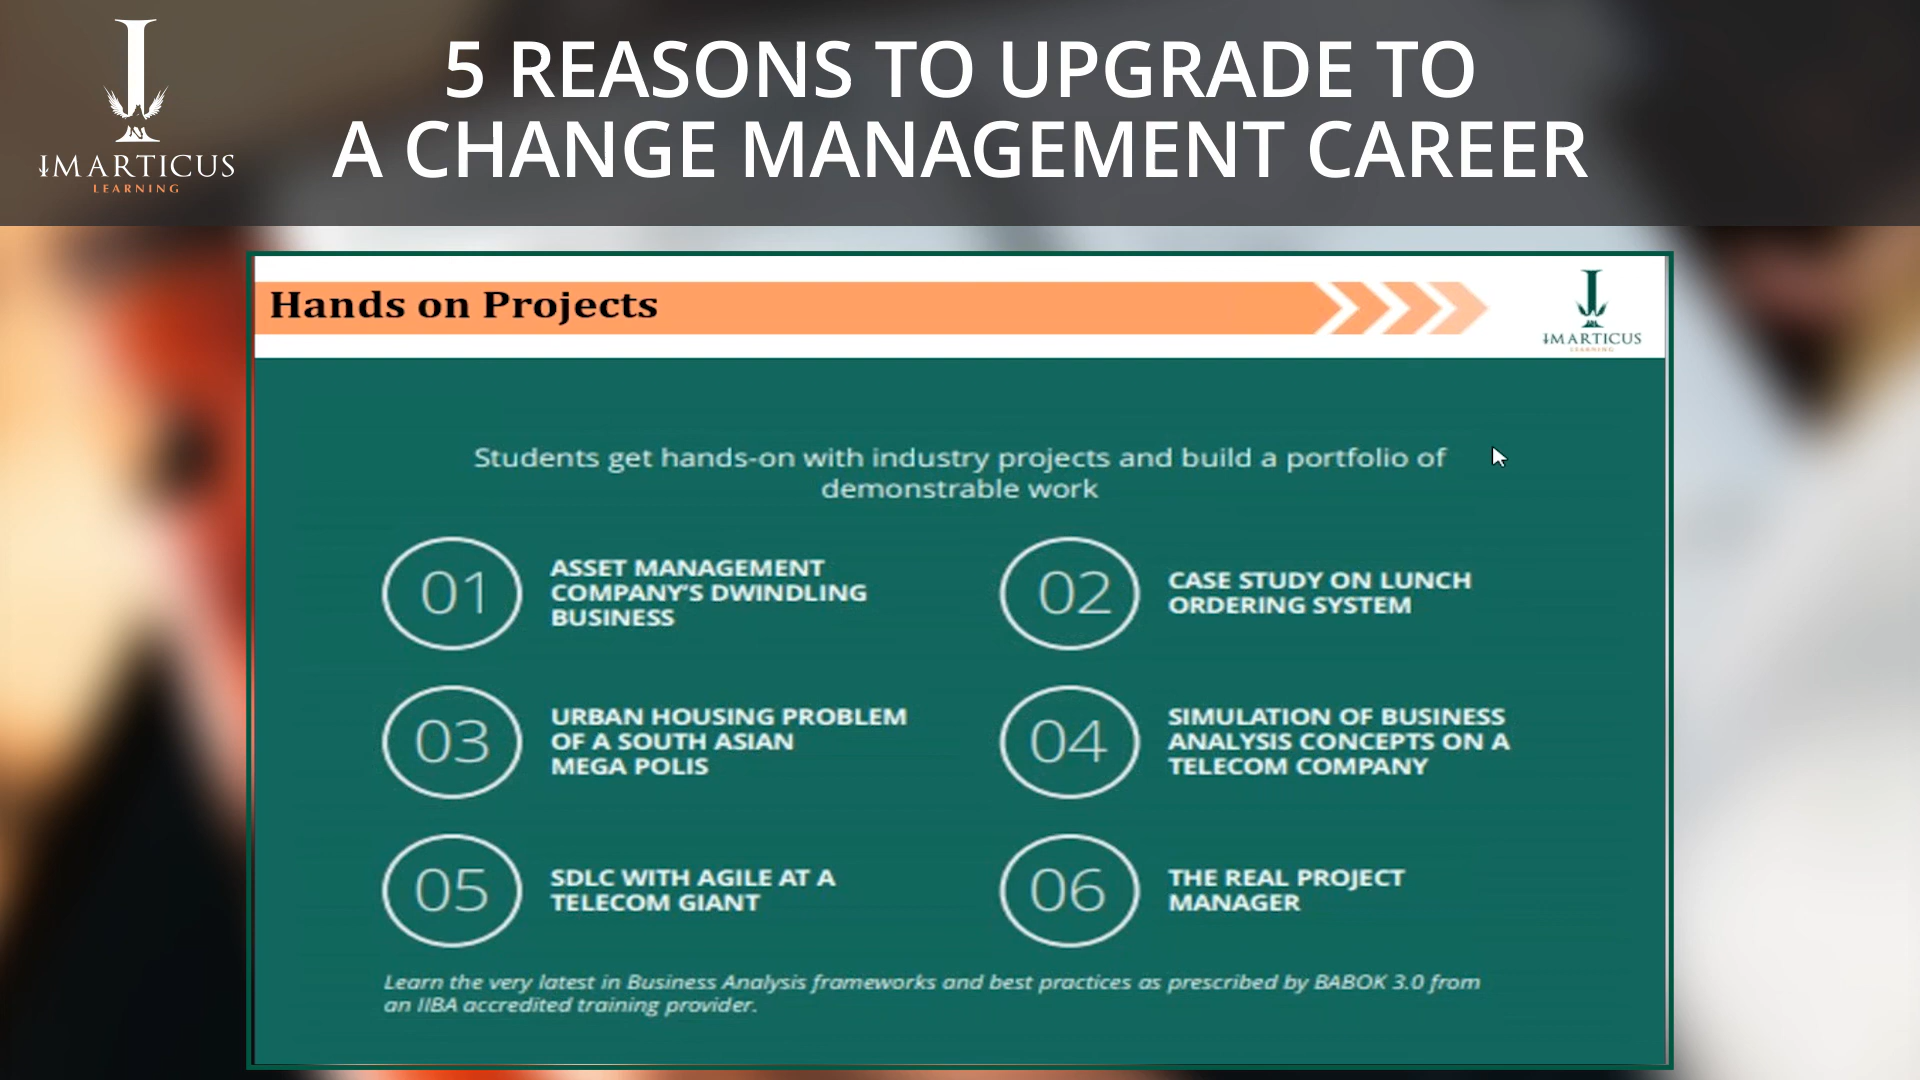 5 REASONS TO UPGRADE TO
A CHANGE MANAGEMENT CAREER
IMARTICUS
LEARNING
Hands on Projects
IMARTICUS
LEARNING
Students get hands-on with industry projects and build a portfolio of
demonstrable work
01
ASSET MANAGEMENT
COMPANY'S DWINDLING
BUSINESS
02
CASE STUDY ON LUNCH
ORDERING SYSTEM
03
URBAN HOUSING PROBLEM
OF A SOUTH ASIAN
MEGA POLIS
04
SIMULATION OF BUSINESS
ANALYSIS CONCEPTS ON A
TELECOM COMPANY
05
SDLC WITH AGILE AT A
TELECOM GIANT
06
THE REAL PROJECT
MANAGER
Learn the very latest in Business Analysis frameworks and best practices as prescribed by BABOK 3.0 from
an IIBA accredited training provider.